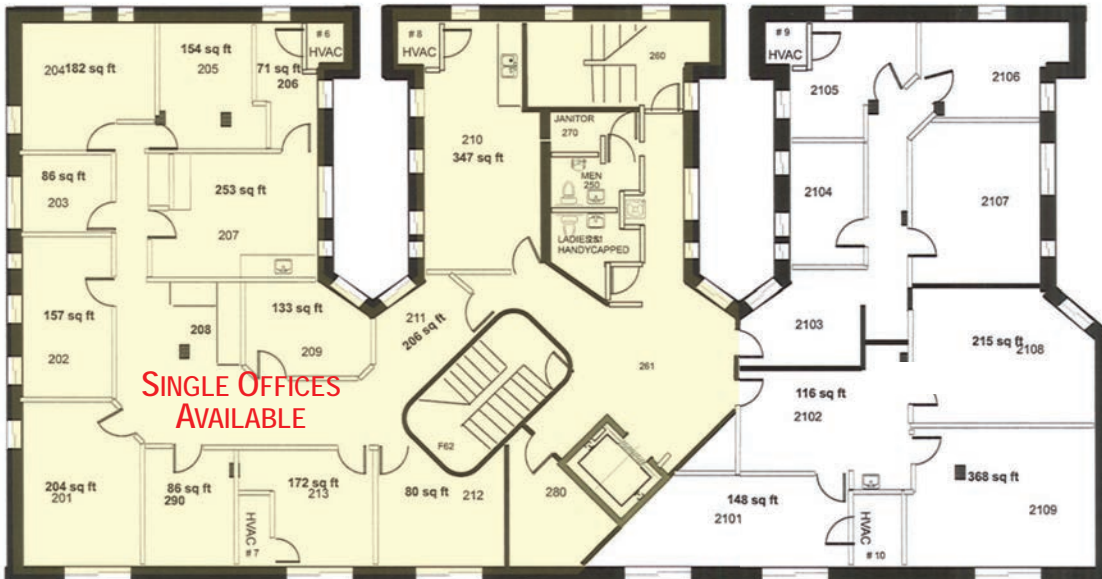 # 6
HVAC
# 8
HVAC
# 9
HVAC
154 sq ft
205
204
182 sq ft
71 sq ft
206
260
2105
2106
JANITOR
270
210
347 sq ft
86 sq ft
203
253 sq ft
207
MEN
250
2104
2107
HANDYCAPPED
157 sq ft
202
208
133 sq ft
209
211
206 sq ft
2103
215 sq ft
2108
261
SINGLE OFFICES
AVAILABLE
116 sq ft
2102
F62
204 sq ft
201
86 sq ft
290
172 sq ft
213
80 sq ft
212
280
148 sq ft
2101
368 sq ft
2109
HVAC
# 7
HVAC
# 10